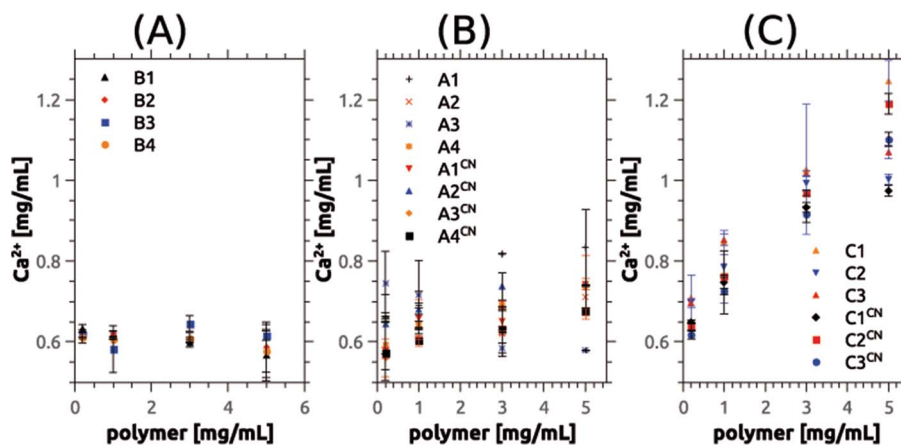 (A)
(B)
(C)
Ca²⁺ [mg/mL]
1.2
1
0.8
0.6
B1
B2
B3
B4
0
2
4
6
polymer [mg/mL]
Ca²⁺ [mg/mL]
1.2
1
0.8
0.6
A1
A2
A3
A4
A1ᶜᴺ
A2ᶜᴺ
A3ᶜᴺ
A4ᶜᴺ
0
1
2
3
4
5
polymer [mg/mL]
Ca²⁺ [mg/mL]
1.2
1
0.8
0.6
C1
C2
C3
C1ᶜᴺ
C2ᶜᴺ
C3ᶜᴺ
0
1
2
3
4
5
polymer [mg/mL]